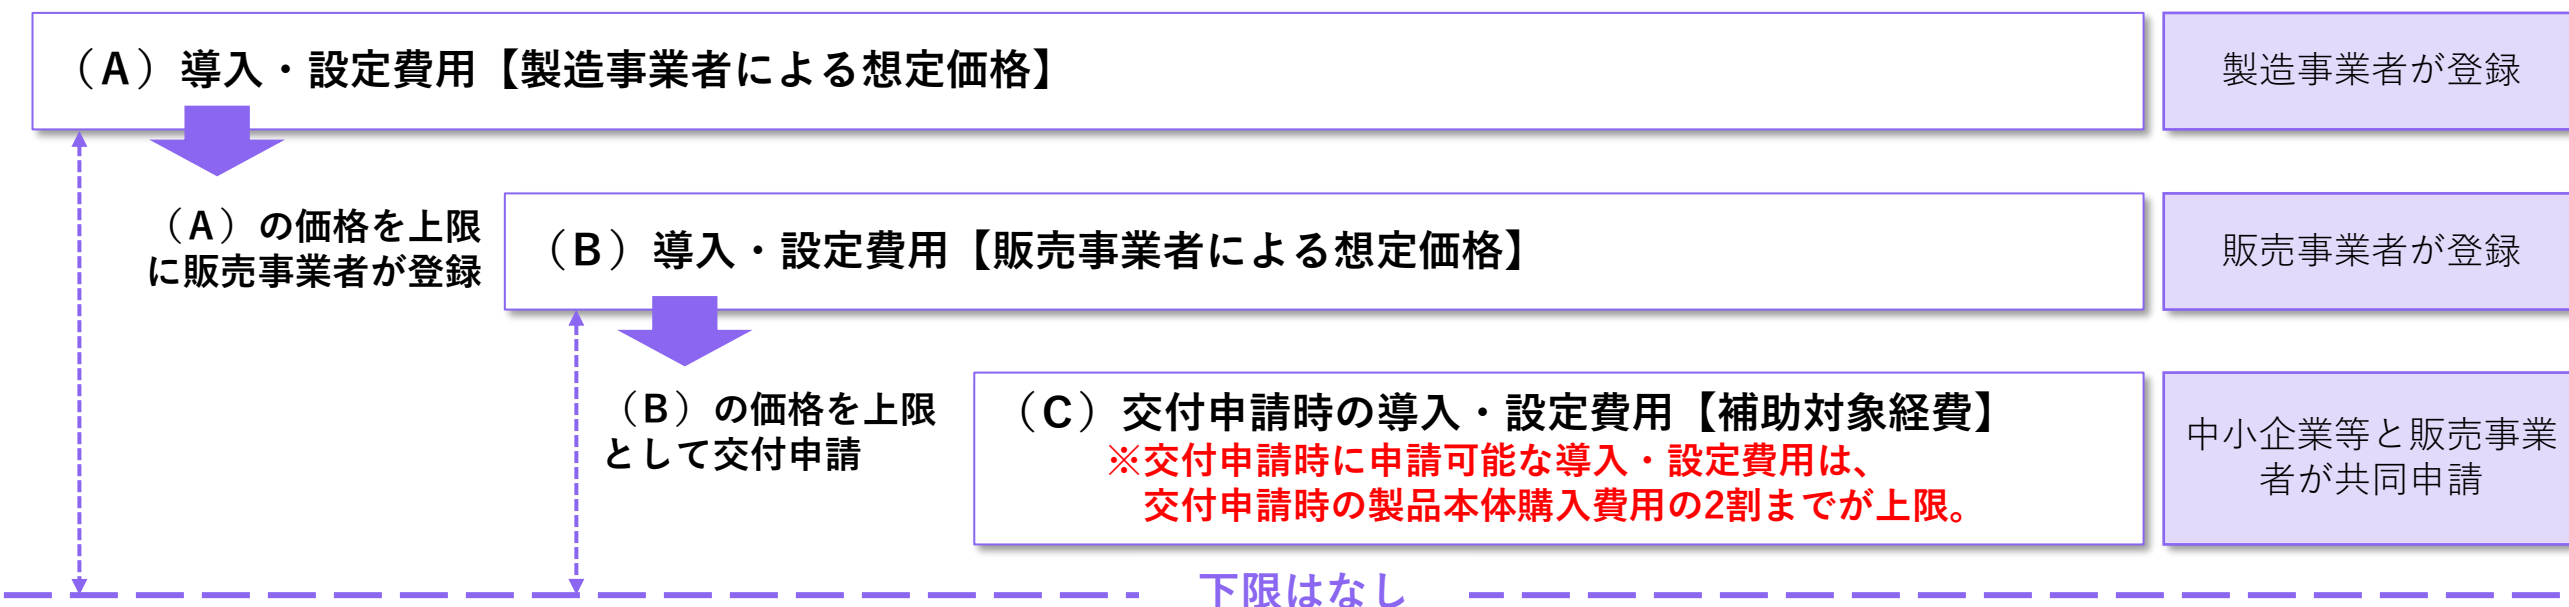 （A）導入・設定費用【製造事業者による想定価格】
製造事業者が登録
（A）の価格を上限
に販売事業者が登録
（B）導入・設定費用【販売事業者による想定価格】
販売事業者が登録
（B）の価格を上限
として交付申請
（C）交付申請時の導入・設定費用【補助対象経費】
※交付申請時に申請可能な導入・設定費用は、
交付申請時の製品本体購入費用の2割までが上限。
中小企業等と販売事業
者が共同申請
下限はなし